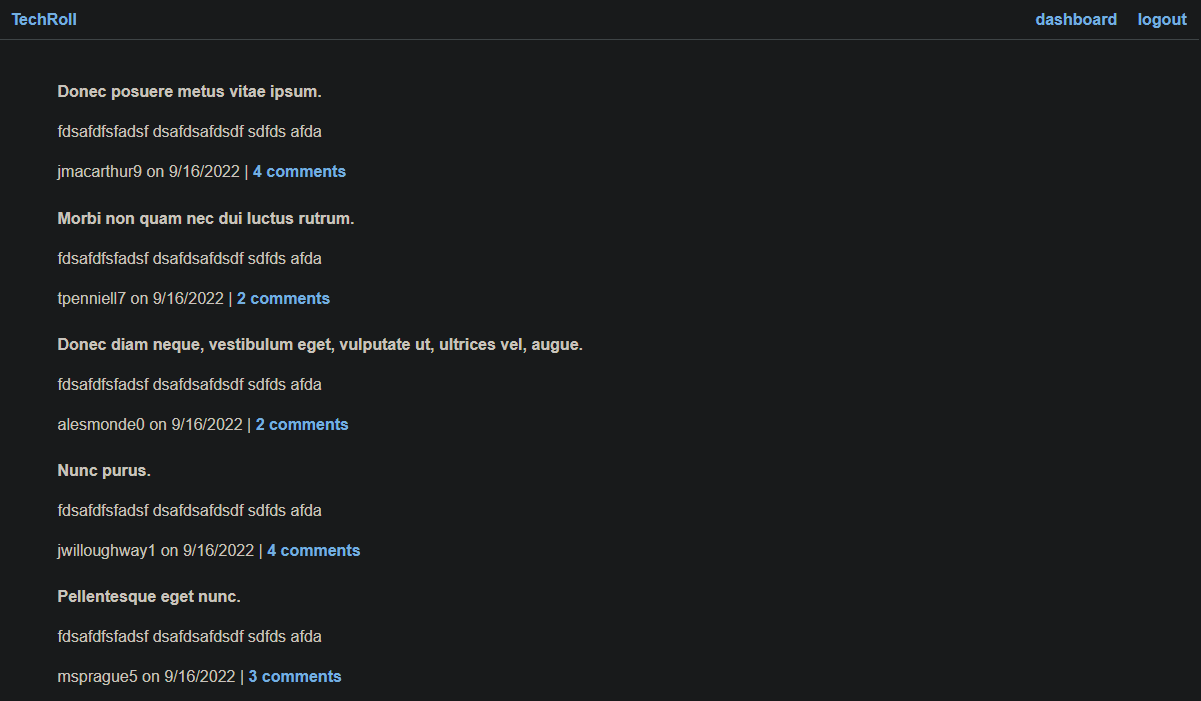 TechRoll dashboard logout
Donec posuere metus vitae ipsum.
fdsafdfsfadsf dsafdsafdsdf sdfds afda
jmacarthur9 on 9/16/2022 | 4 comments
Morbi non quam nec dui luctus rutrum.
fdsafdfsfadsf dsafdsafdsdf sdfds afda
tpenniell7 on 9/16/2022 | 2 comments
Donec diam neque, vestibulum eget, vulputate ut, ultrices vel, augue.
fdsafdfsfadsf dsafdsafdsdf sdfds afda
alesmonde0 on 9/16/2022 | 2 comments
Nunc purus.
fdsafdfsfadsf dsafdsafdsdf sdfds afda
jwilloughway1 on 9/16/2022 | 4 comments
Pellentesque eget nunc.
fdsafdfsfadsf dsafdsafdsdf sdfds afda
msprague5 on 9/16/2022 | 3 comments